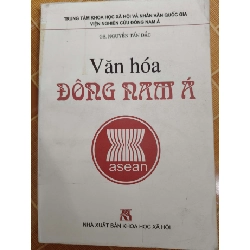 TRUNG TÂM KHOA HỌC XÃ HỘI VÀ NHÂN VĂN QUỐC GIA
VIỆN NGHIÊN CỨU ĐÔNG NAM Á
TS. NGUYỄN TẤN ĐẮC
Văn hóa
ĐÔNG NAM Á
asean
NHÀ XUẤT BẢN KHOA HỌC XÃ HỘI